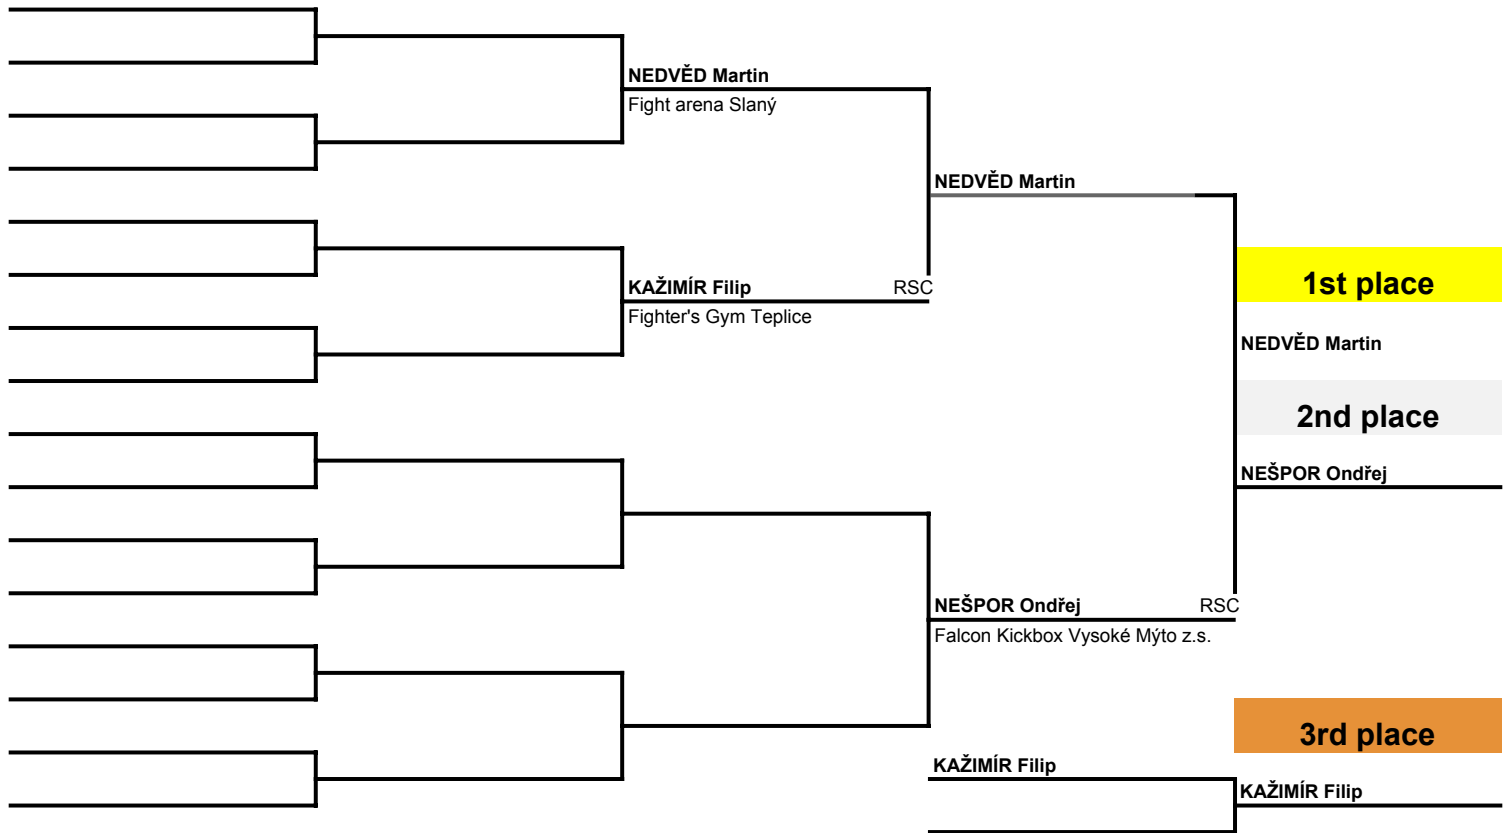 NEDVĚD Martin
Fight arena Slaný
NEDVĚD Martin
KAŽIMÍR Filip RSC
Fighter's Gym Teplice
1st place
NEDVĚD Martin
2nd place
NEŠPOR Ondřej
NEŠPOR Ondřej RSC
Falcon Kickbox Vysoké Mýto z.s.
3rd place
KAŽIMÍR Filip
KAŽIMÍR Filip